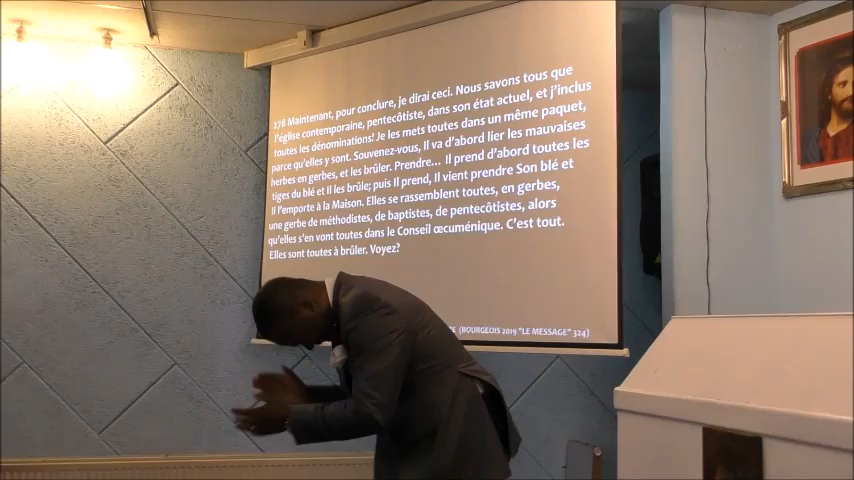 278 Maintenant, pour conclure, je dirai ceci. Nous savons tous que
l'église contemporaine, pentecôtiste, dans son état actuel, et j'inclus
toutes les dénominations! Je les mets toutes dans un même paquet,
parce qu'elles y sont. Souvenez-vous, Il va d'abord lier les mauvaises
herbes en gerbes, et les brûler. Prendre... Il prend d'abord toutes les
tiges du blé et Il les brûle; puis Il prend, Il vient prendre Son blé et
Il l'emporte à la Maison. Elles se rassemblent toutes, en gerbes,
une gerbe de méthodistes, de baptistes, de pentecôtistes, alors
qu'elles s'en vont toutes dans le Conseil œcuménique. C'est tout.
Elles sont toutes à brûler. Voyez?
(BOURGEOIS 2019 "LE MESSAGE" 324)